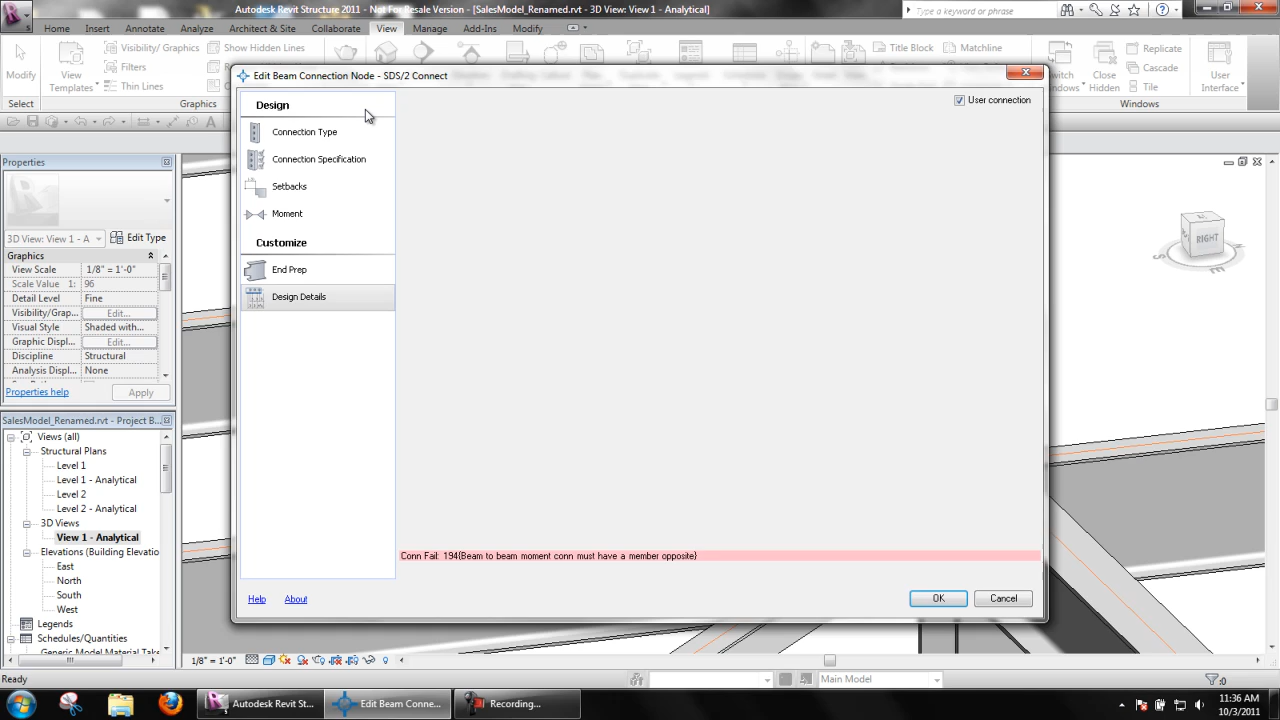 Autodesk Revit Structure 2011 - Not For Resale Version - [SalesModel_Renamed.rvt - 3D View: View 1 - Analytical]
Type a keyword or phrase
Home Insert Annotate Analyze Architect & Site Collaborate View Manage Add-Ins Modify
Modify
View Templates
Visibility/ Graphics
Filters
Thin Lines
Show Hidden Lines
Title Block
Matchline
Switch Windows
Close Hidden
Replicate
Cascade
Tile
User Interface
Select Graphics Windows
Edit Beam Connection Node - SDS/2 Connect
Design
Connection Type
Connection Specification
Setbacks
Moment
Customize
End Prep
Design Details
User connection
Conn Fail: 194{Beam to beam moment conn must have a member opposite}
Help About
OK Cancel
Properties
3D View: View 1 - A Edit Type
Graphics
View Scale 1/8" = 1'-0"
Scale Value 1: 96
Detail Level Fine
Visibility/Grap... Edit...
Visual Style Shaded with...
Graphic Displ... Edit...
Discipline Structural
Analysis Displ... None
Properties help Apply
SalesModel_Renamed.rvt - Project B...
Views (all)
Structural Plans
Level 1
Level 1 - Analytical
Level 2
Level 2 - Analytical
3D Views
View 1 - Analytical
Elevations (Building Elevatio
East
North
South
West
Legends
Schedules/Quantities
Generic Model Material Take
RIGHT
1/8" = 1'-0"
Ready
Main Model
:0
Autodesk Revit St...
Edit Beam Conne...
Recording...
11:36 AM
10/3/2011